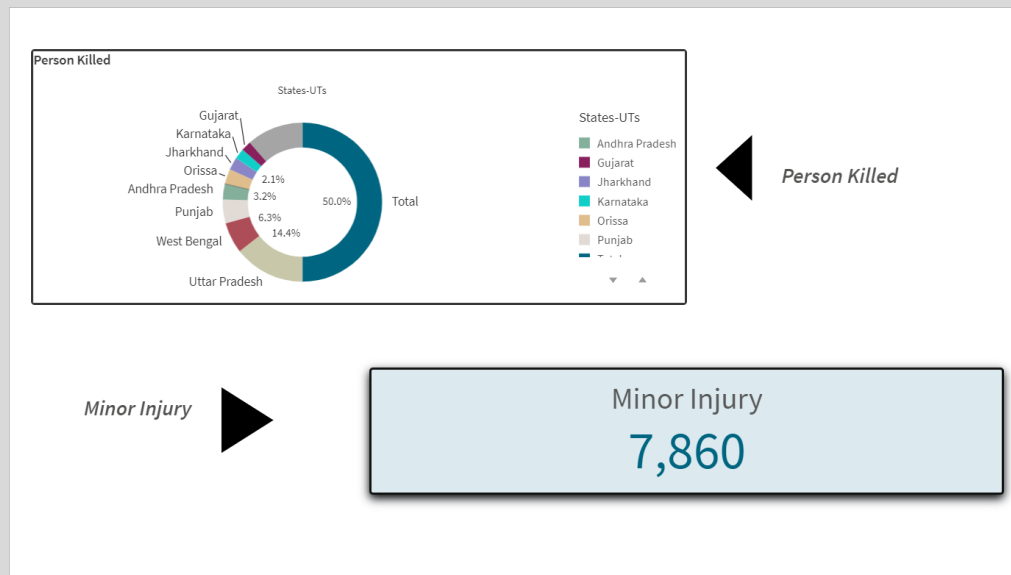 Person Killed
States-UTs
Gujarat
Karnataka
Jharkhand
Orissa
Andhra Pradesh
Punjab
West Bengal
Uttar Pradesh
2.1%
3.2%
6.3%
14.4%
50.0%
Total
States-UTs
Andhra Pradesh
Gujarat
Jharkhand
Karnataka
Orissa
Punjab
Person Killed
Minor Injury
Minor Injury
7,860